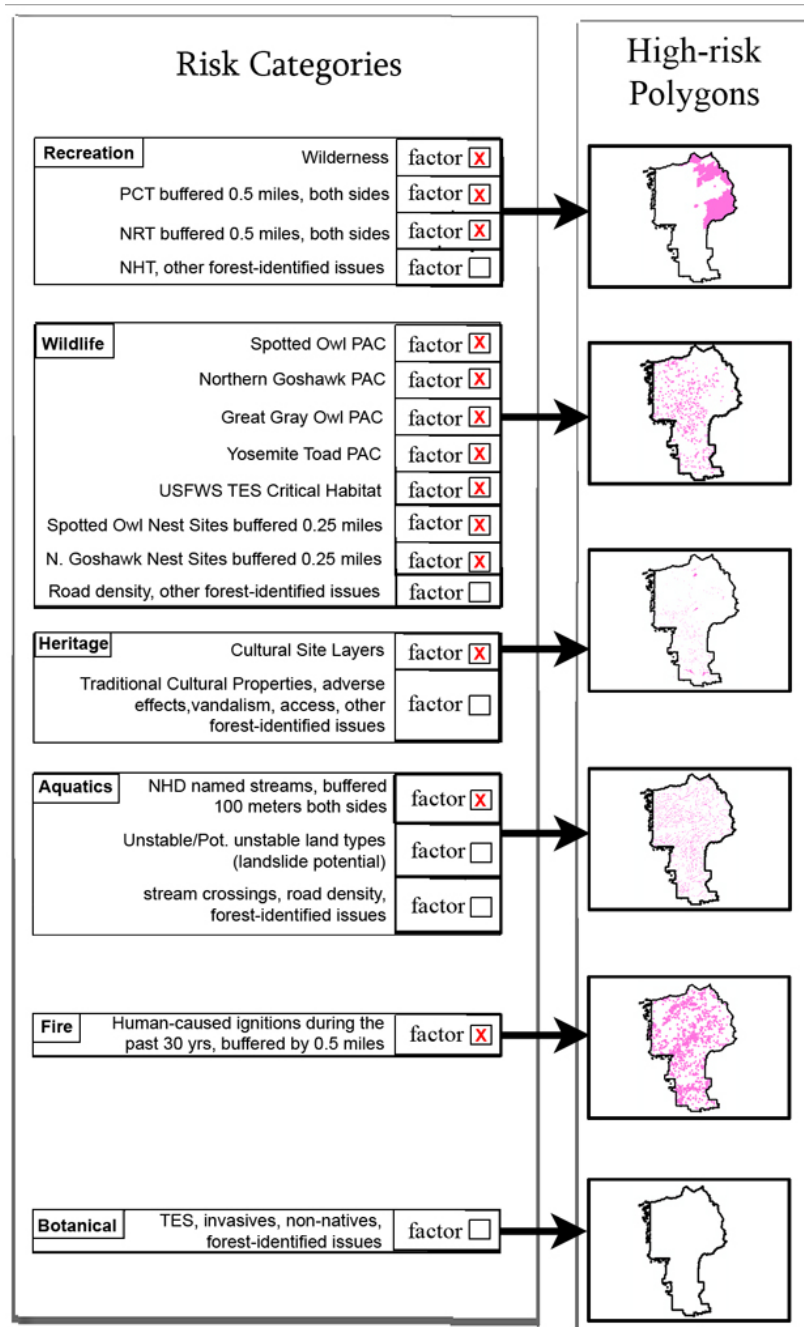 Risk Categories
High-risk
Polygons
Recreation
Wilderness factor X
PCT buffered 0.5 miles, both sides factor X
NRT buffered 0.5 miles, both sides factor X
NHT, other forest-identified issues factor
Wildlife
Spotted Owl PAC factor X
Northern Goshawk PAC factor X
Great Gray Owl PAC factor X
Yosemite Toad PAC factor X
USFWS TES Critical Habitat factor X
Spotted Owl Nest Sites buffered 0.25 miles factor X
N. Goshawk Nest Sites buffered 0.25 miles factor X
Road density, other forest-identified issues factor
Heritage
Cultural Site Layers factor X
Traditional Cultural Properties, adverse
effects,vandalism, access, other factor
forest-identified issues
Aquatics
NHD named streams, buffered
100 meters both sides factor X
Unstable/Pot. unstable land types
(landslide potential) factor
stream crossings, road density,
forest-identified issues factor
Fire
Human-caused ignitions during the
past 30 yrs, buffered by 0.5 miles factor X
Botanical
TES, invasives, non-natives,
forest-identified issues factor